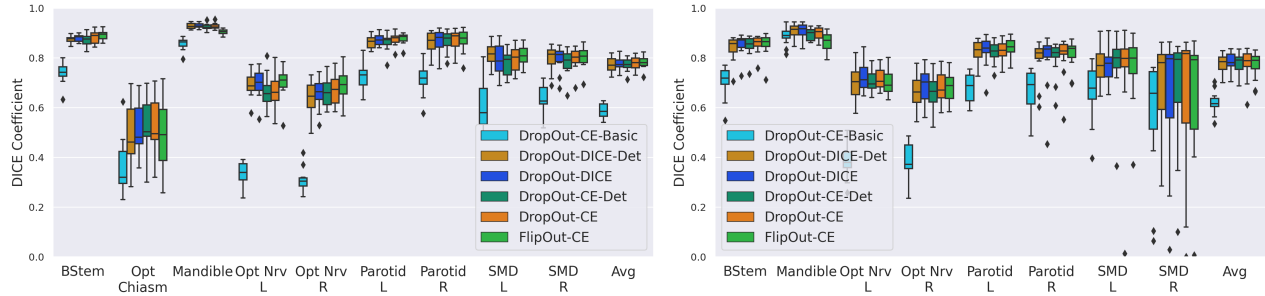 DICE Coefficient
1.0
0.8
0.6
0.4
0.2
0.0
DropOut-CE-Basic
DropOut-DICE-Det
DropOut-DICE
DropOut-CE-Det
DropOut-CE
FlipOut-CE
BStem Opt Chiasm Mandible Opt Nrv L Opt Nrv R Parotid L Parotid R SMD L SMD R Avg
DICE Coefficient
1.0
0.8
0.6
0.4
0.2
0.0
DropOut-CE-Basic
DropOut-DICE-Det
DropOut-DICE
DropOut-CE-Det
DropOut-CE
FlipOut-CE
BStem Mandible Opt Nrv L Opt Nrv R Parotid L Parotid R SMD L SMD R Avg